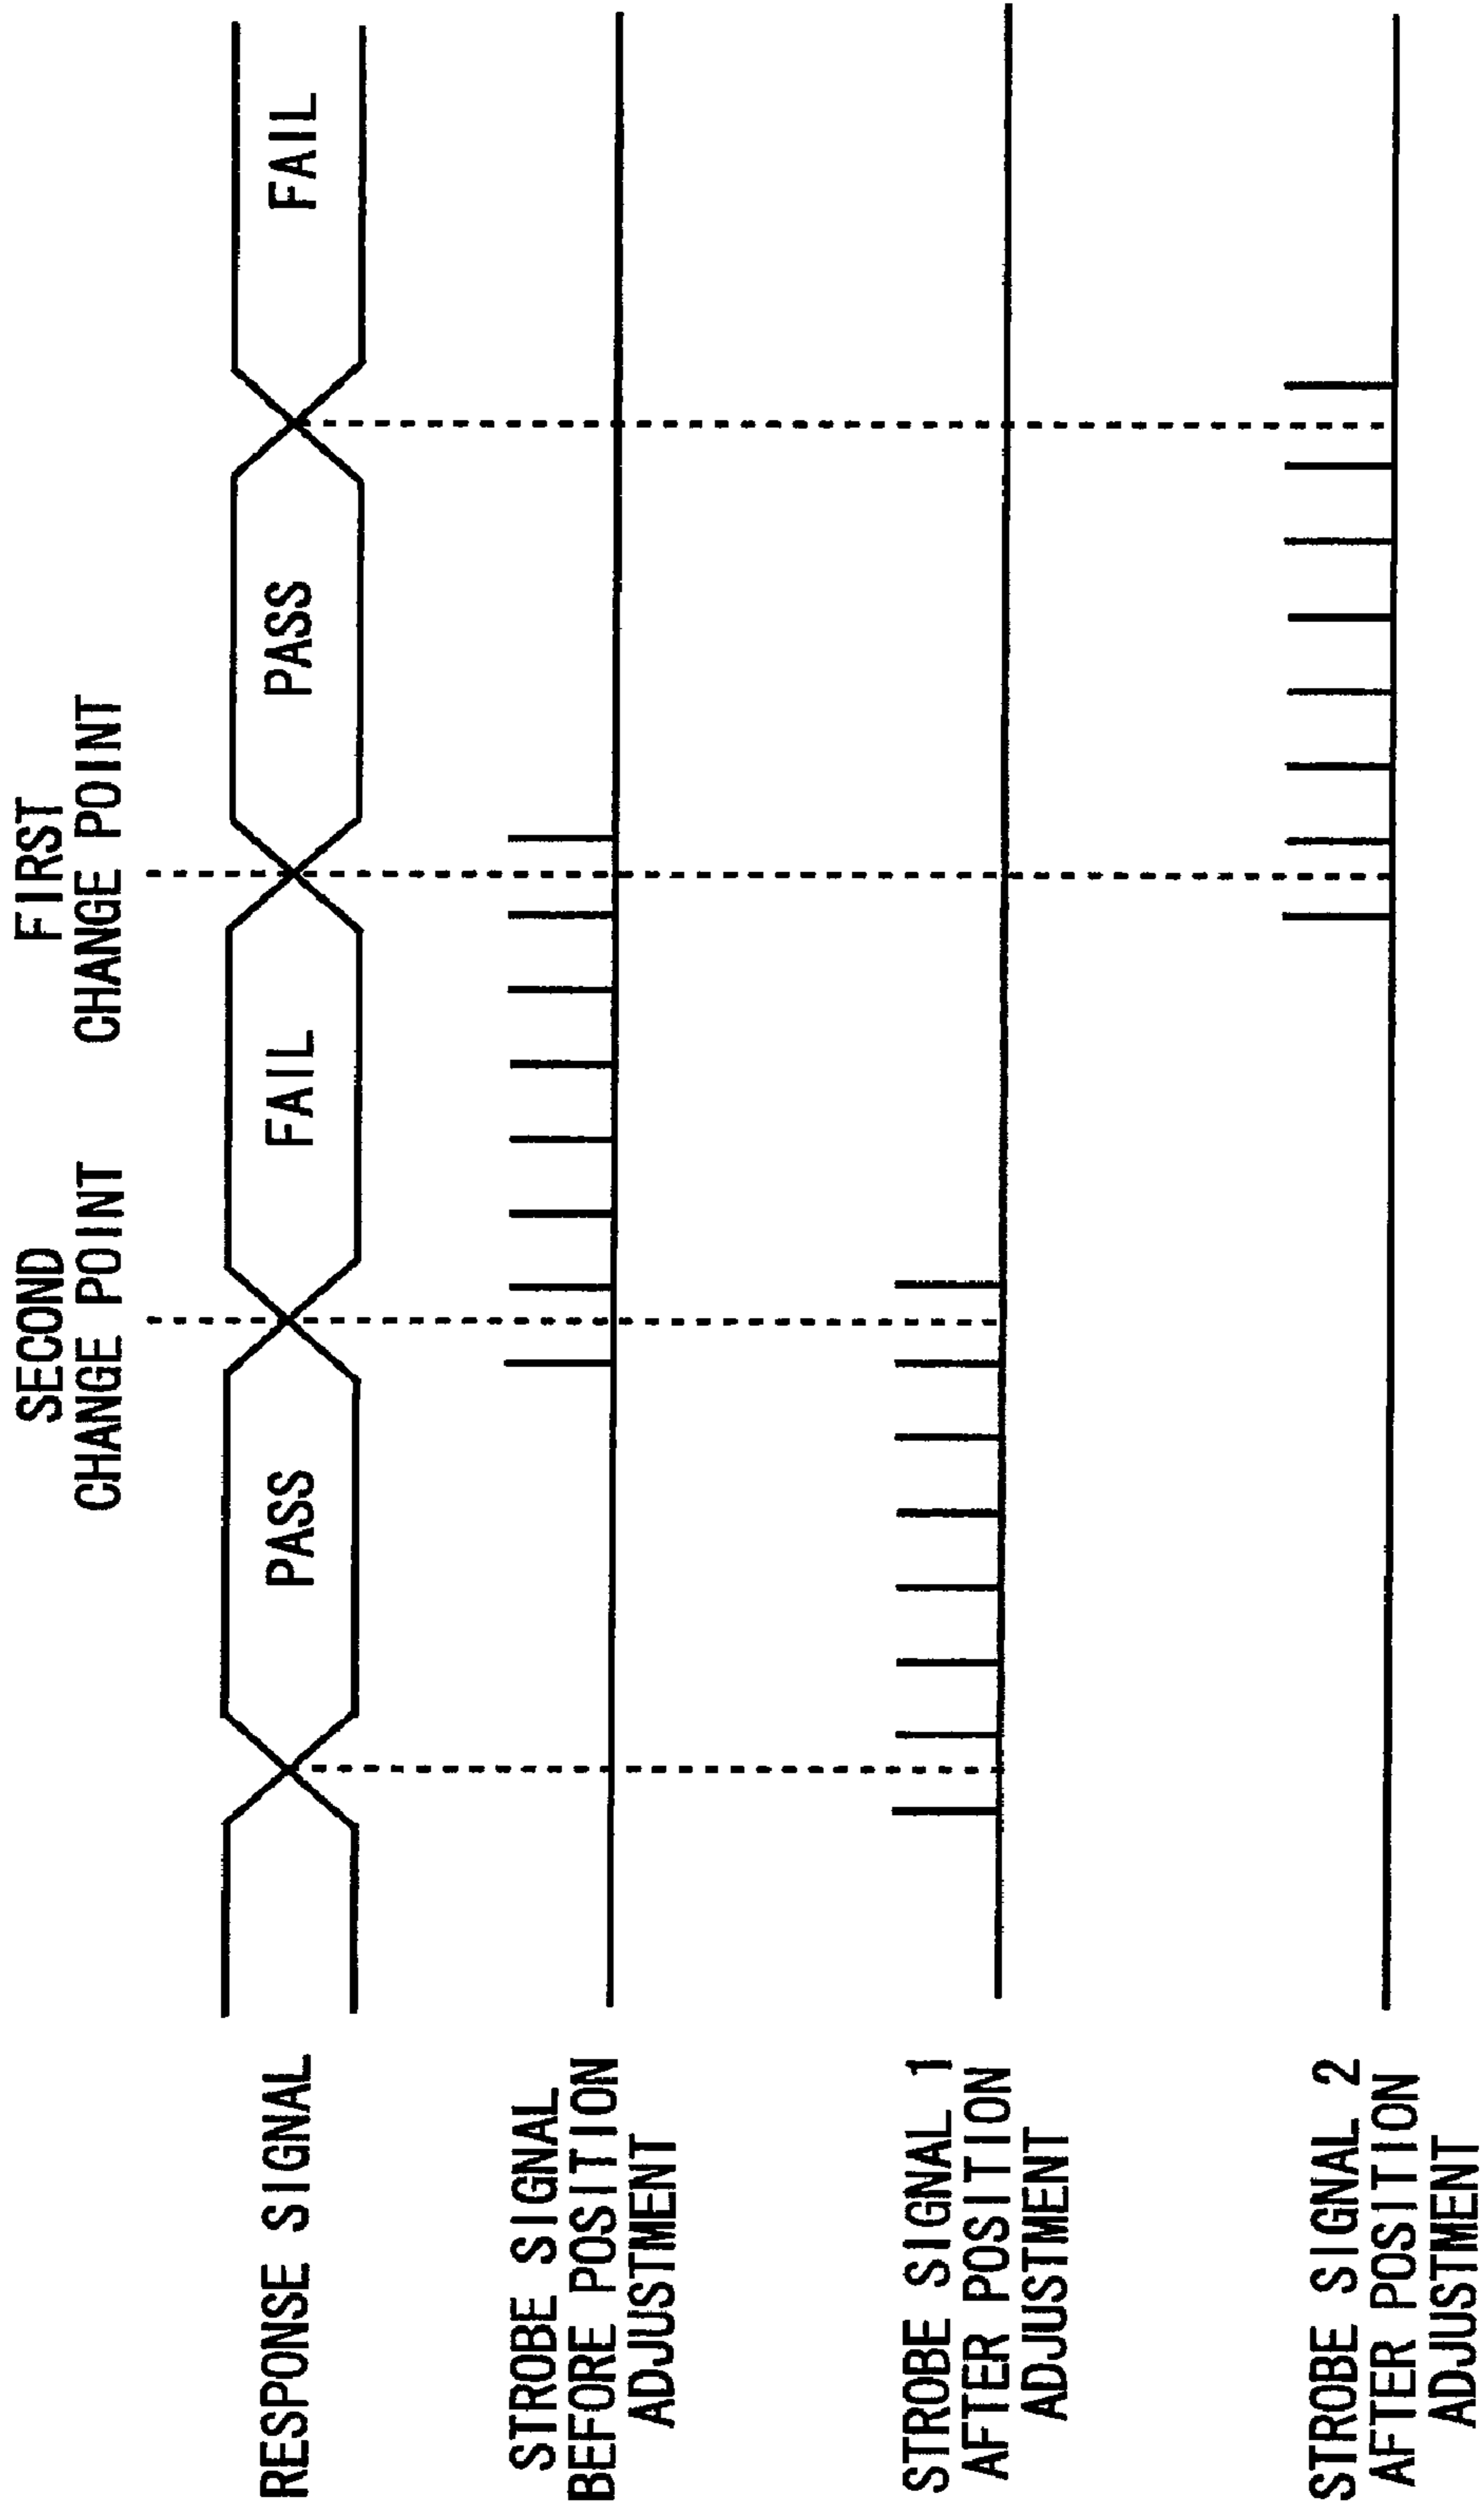 SECOND
CHANGE POINT
FIRST
CHANGE POINT
RESPONSE SIGNAL
PASS
FAIL
PASS
FAIL
STROBE SIGNAL
BEFORE POSITION
ADJUSTMENT
STROBE SIGNAL 1
AFTER POSITION
ADJUSTMENT
STROBE SIGNAL 2
AFTER POSITION
ADJUSTMENT